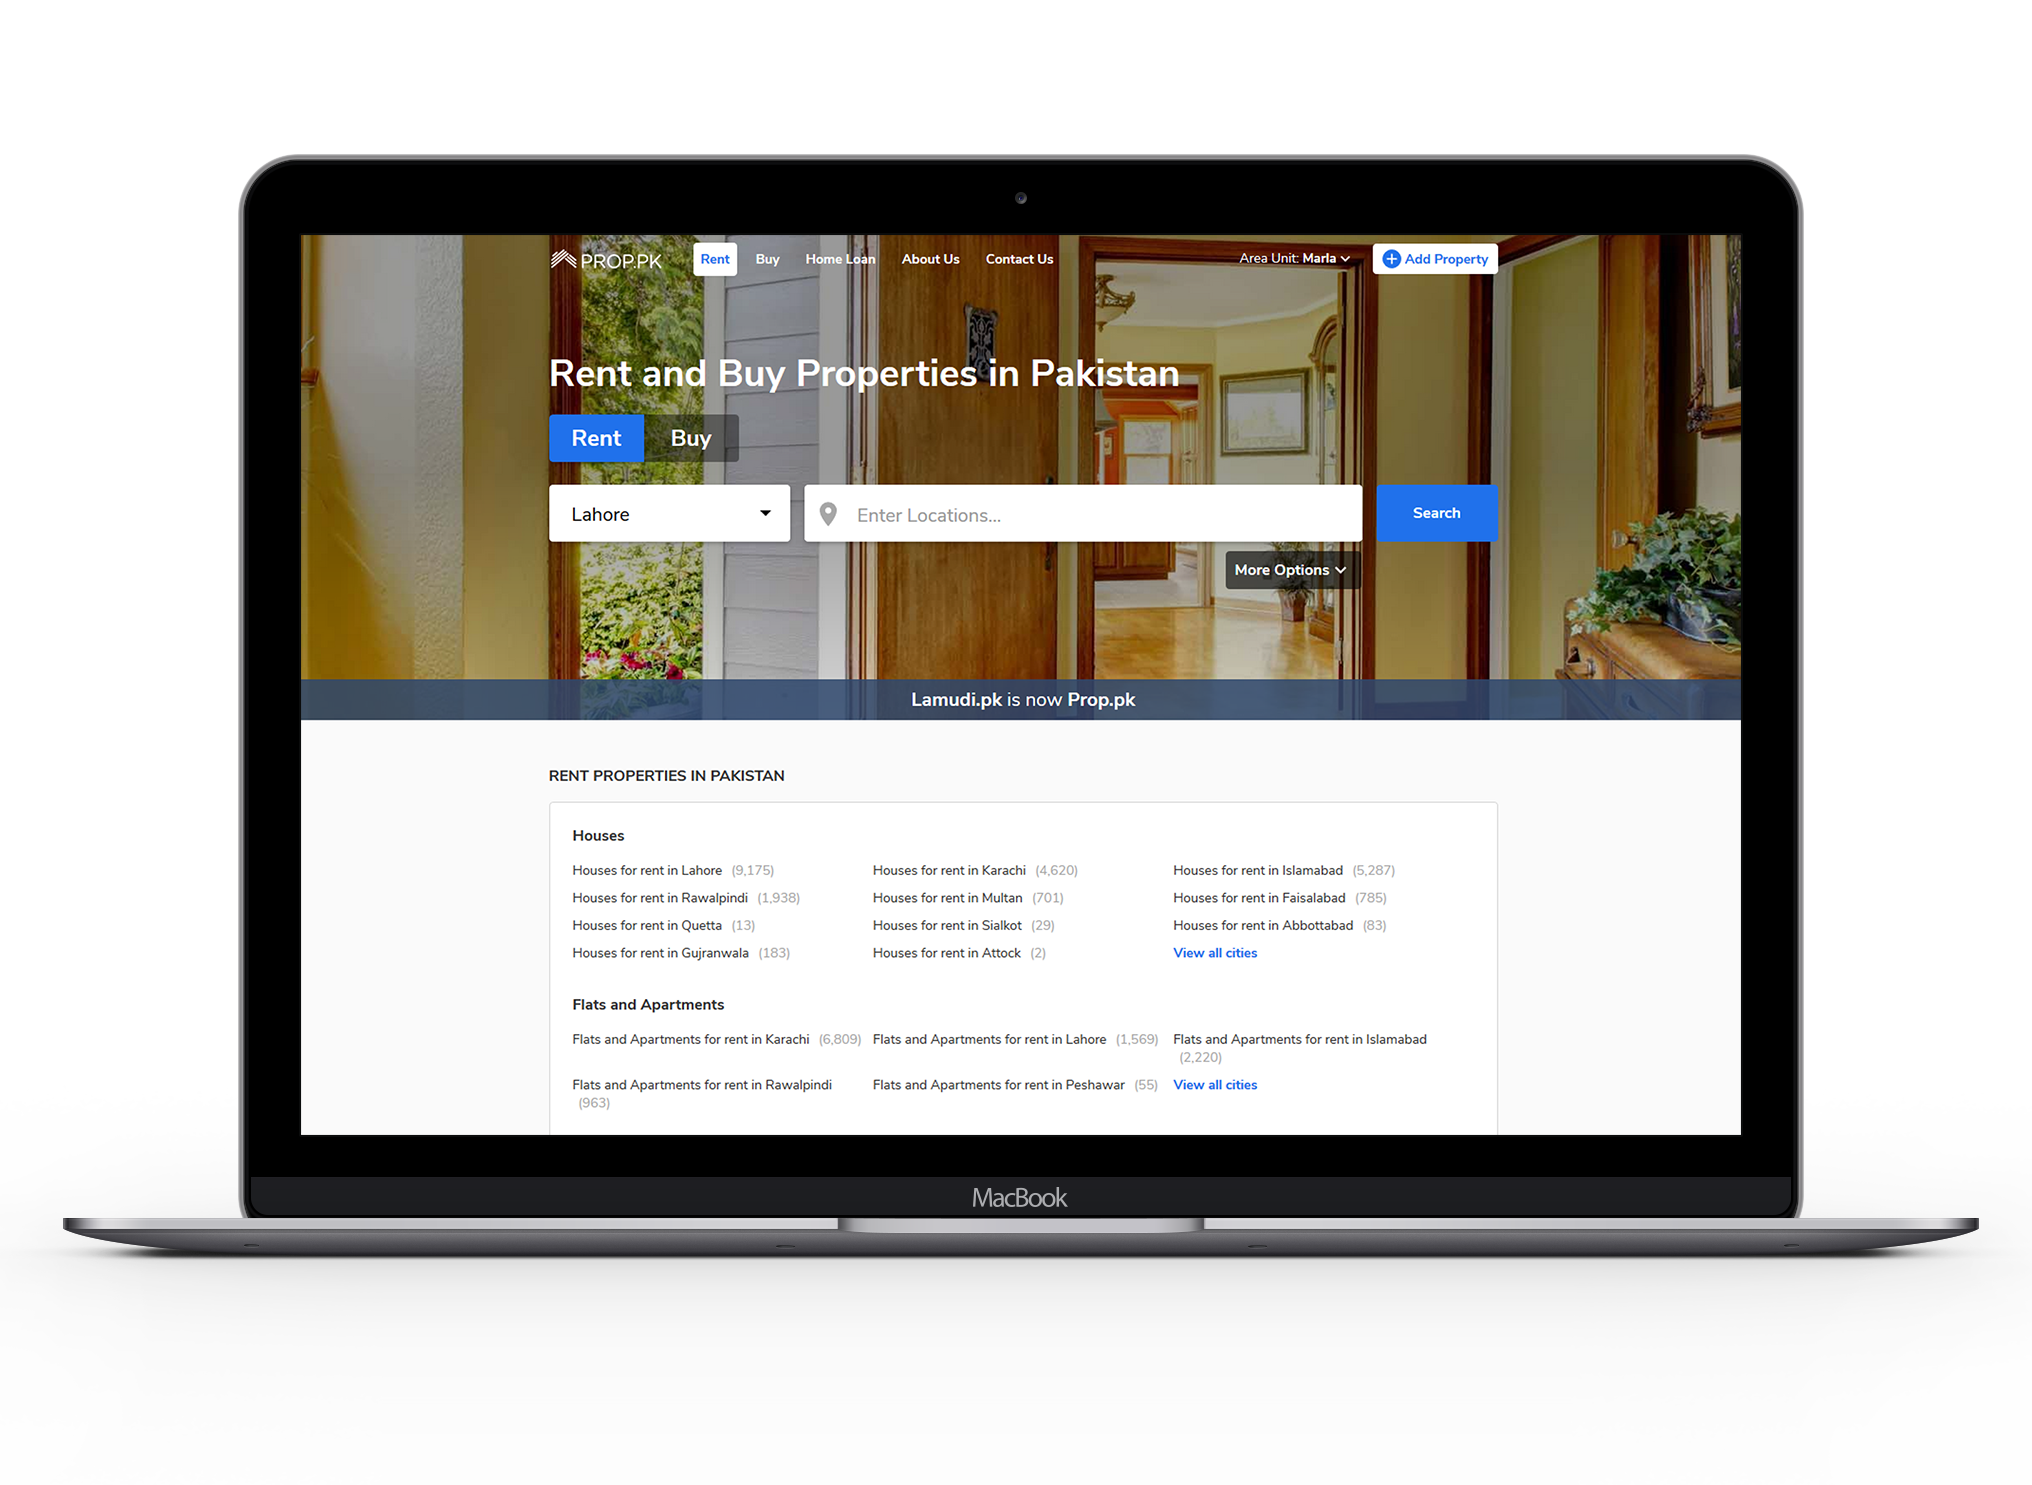 PROP.PK Rent Buy Home Loan About Us Contact Us Area Unit: Marla Add Property
Rent and Buy Properties in Pakistan
Rent Buy
Lahore Enter Locations... Search
More Options
Lamudi.pk is now Prop.pk
RENT PROPERTIES IN PAKISTAN
Houses
Houses for rent in Lahore (9,175) Houses for rent in Karachi (4,620) Houses for rent in Islamabad (5,287)
Houses for rent in Rawalpindi (1,938) Houses for rent in Multan (701) Houses for rent in Faisalabad (785)
Houses for rent in Quetta (13) Houses for rent in Sialkot (29) Houses for rent in Abbottabad (83)
Houses for rent in Gujranwala (183) Houses for rent in Attock (2) View all cities
Flats and Apartments
Flats and Apartments for rent in Karachi (6,809) Flats and Apartments for rent in Lahore (1,569) Flats and Apartments for rent in Islamabad
(2,220)
Flats and Apartments for rent in Rawalpindi Flats and Apartments for rent in Peshawar (55) View all cities
(963)
MacBook